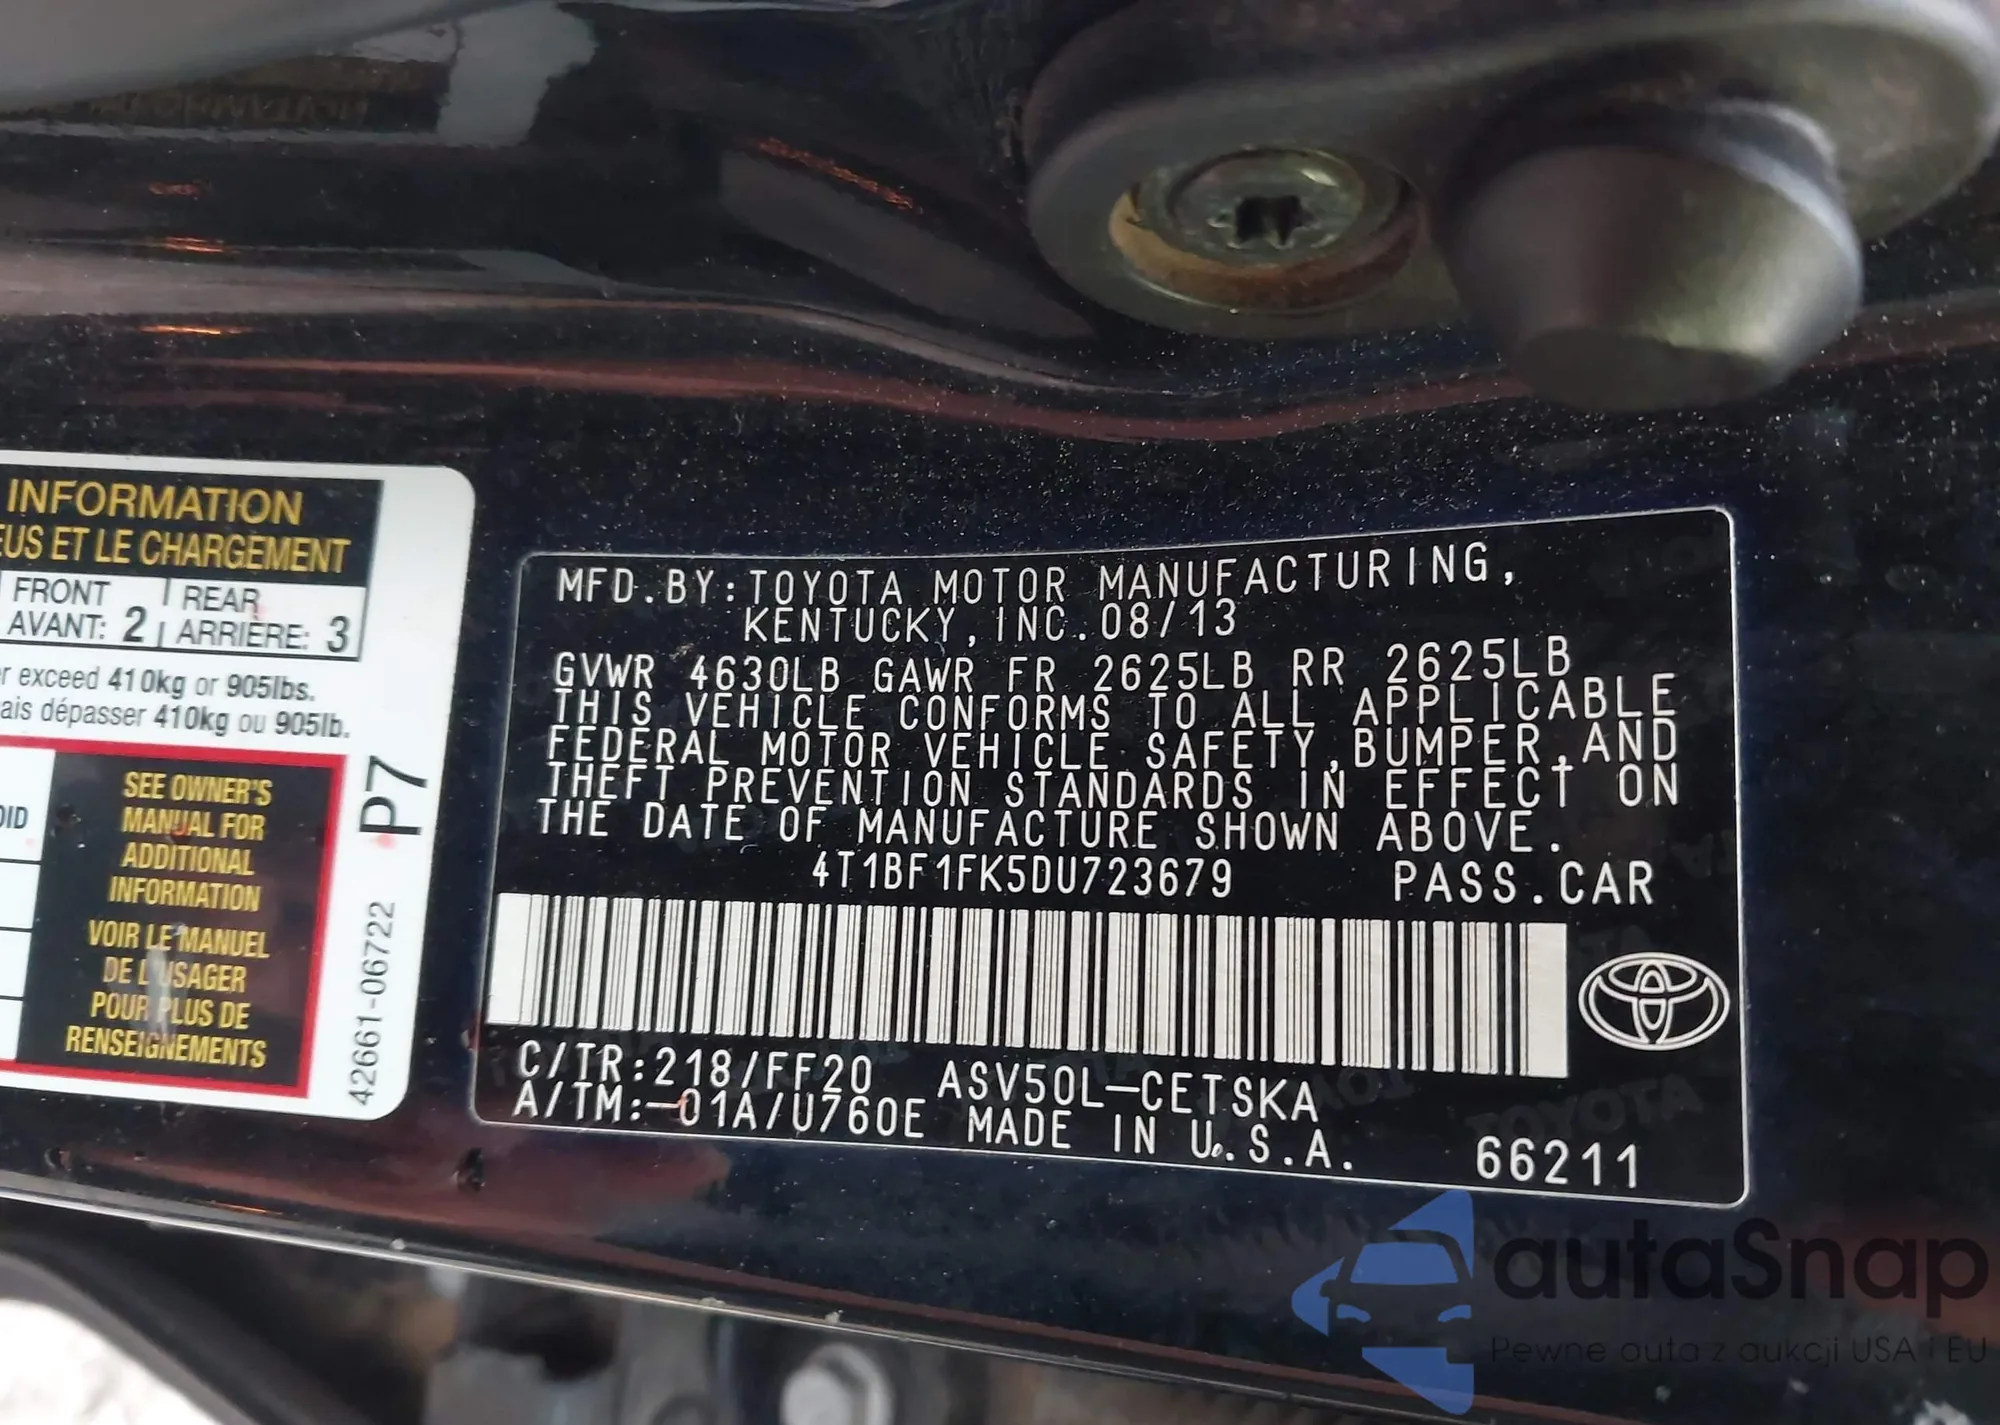 INFORMATION
EUS ET LE CHARGEMENT
FRONT REAR
AVANT: 2 ARRIÈRE: 3
r exceed 410kg or 905lbs.
ais dépasser 410kg ou 905lb.
OID
SEE OWNER'S
MANUAL FOR
ADDITIONAL
INFORMATION
VOIR LE MANUEL
DE L'USAGER
POUR PLUS DE
RENSEIGNEMENTS
42661-06722 P7
MFD.BY:TOYOTA MOTOR MANUFACTURING,
KENTUCKY,INC.08/13
GVWR 4630LB GAWR FR 2625LB RR 2625LB
THIS VEHICLE CONFORMS TO ALL APPLICABLE
FEDERAL MOTOR VEHICLE SAFETY,BUMPER,AND
THEFT PREVENTION STANDARDS IN EFFECT ON
THE DATE OF MANUFACTURE SHOWN ABOVE.
4T1BF1FK5DU723679 PASS.CAR
C/TR:218/FF20 ASV50L-CETSKA
A/TM:-01A/U760E MADE IN U.S.A. 66211
TOYOTA
autaSnap
Pewne auta z aukcji USA i EU